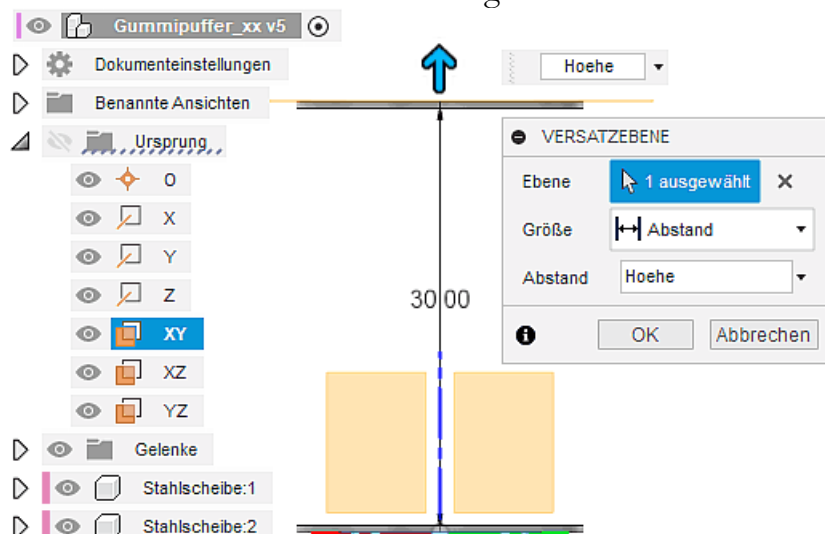 Gummipuffer_xx v5
Dokumenteinstellungen
Hoehe
Benannte Ansichten
Ursprung
VERSATZEBENE
O
Ebene
1 ausgewählt
X
Größe
Abstand
Y
Abstand
Hoehe
Z
30.00
XY
OK
Abbrechen
XZ
YZ
Gelenke
Stahlscheibe:1
Stahlscheibe:2